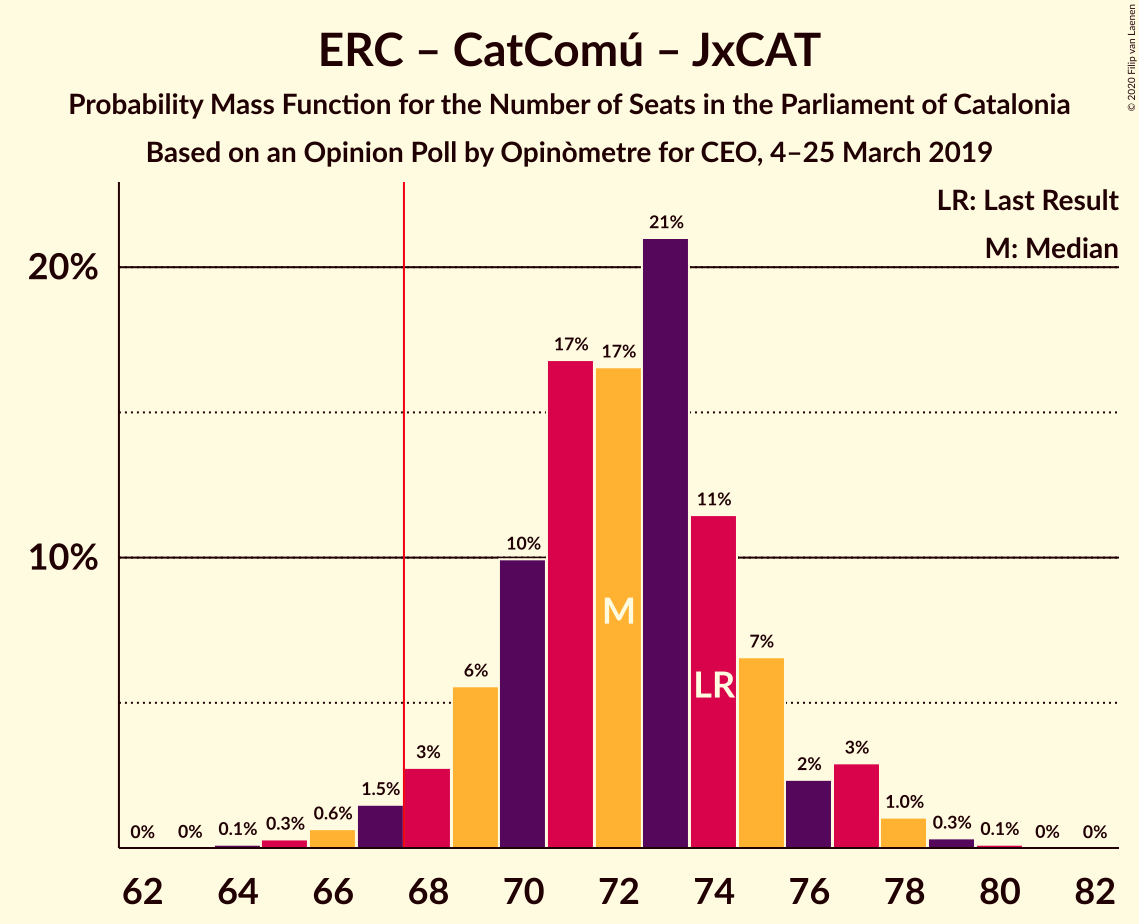 ERC – CatComú – JxCAT
Probability Mass Function for the Number of Seats in the Parliament of Catalonia
Based on an Opinion Poll by Opinòmetre for CEO, 4–25 March 2019
© 2020 Filip van Laenen
LR: Last Result
M: Median
20%
10%
0%
0%
0.1%
0.3%
0.6%
1.5%
3%
6%
10%
17%
17%
21%
11%
7%
2%
3%
1.0%
0.3%
0.1%
0%
0%
M
LR
62 64 66 68 70 72 74 76 78 80 82